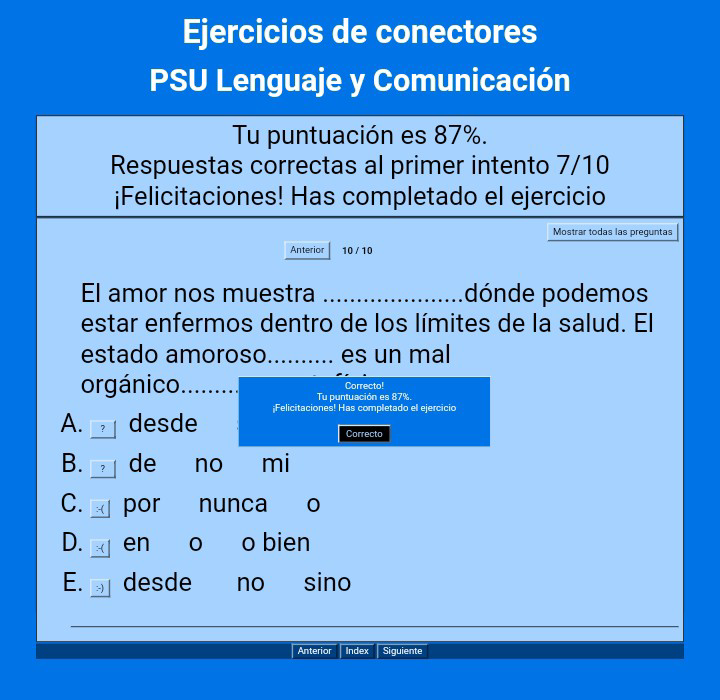 Ejercicios de conectores
PSU Lenguaje y Comunicación
Tu puntuación es 87%.
Respuestas correctas al primer intento 7/10
¡Felicitaciones! Has completado el ejercicio
Mostrar todas las preguntas
Anterior 10 / 10
El amor nos muestra .....................dónde podemos
estar enfermos dentro de los límites de la salud. El
estado amoroso.......... es un mal
orgánico.........
Correcto!
Tu puntuación es 87%.
¡Felicitaciones! Has completado el ejercicio
Correcto
A. ? desde
B. ? de no mi
C. :-( por nunca o
D. :-( en o o bien
E. :-) desde no sino
Anterior Index Siguiente